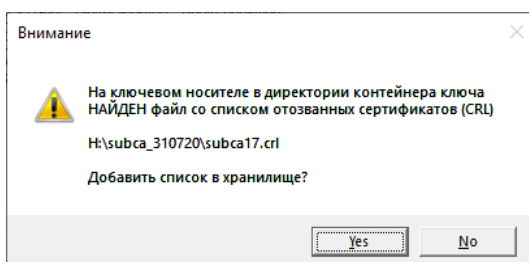 Внимание
На ключевом носителе в директории контейнера ключа
НАЙДЕН файл со списком отозванных сертификатов (CRL)
H:\subca_310720\subca17.crl
Добавить список в хранилище?
Yes
No